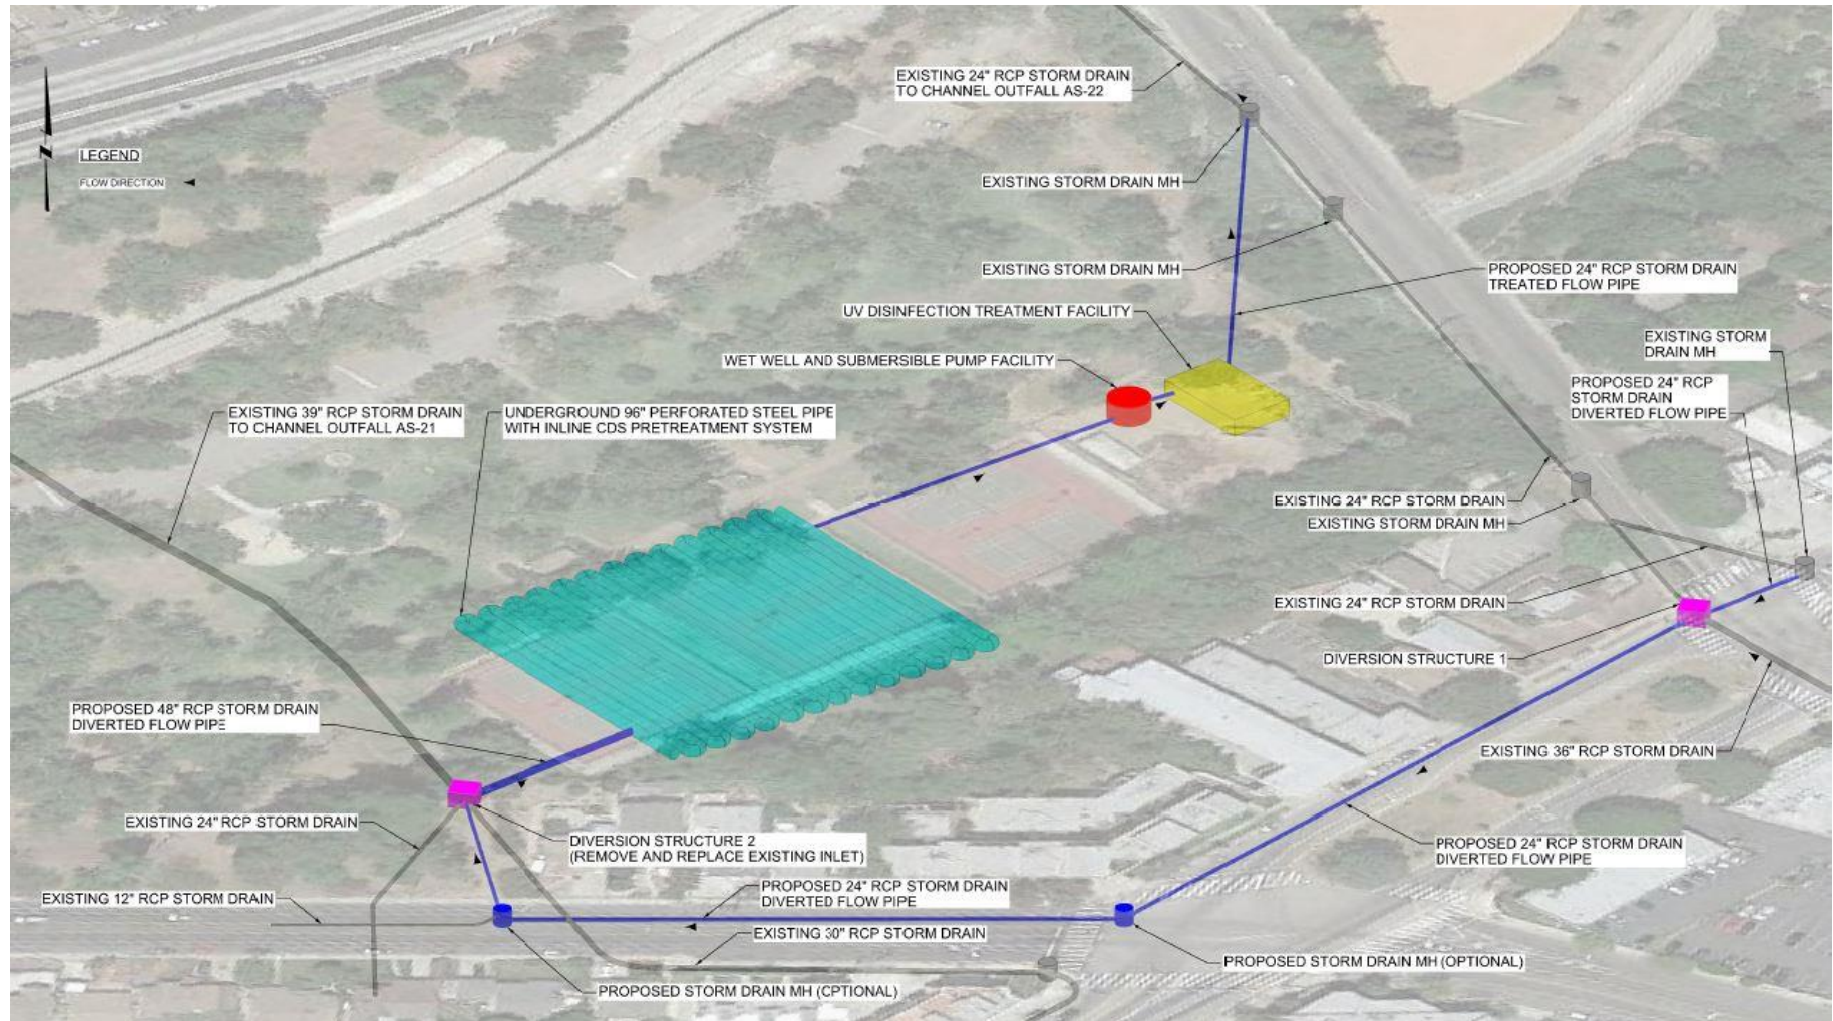 EXISTING 24" RCP STORM DRAIN
TO CHANNEL OUTFALL AS-22
N
LEGEND
FLOW DIRECTION
EXISTING STORM DRAIN MH
EXISTING STORM DRAIN MH
PROPOSED 24" RCP STORM DRAIN
TREATED FLOW PIPE
UV DISINFECTION TREATMENT FACILITY
EXISTING STORM
DRAIN MH
WET WELL AND SUBMERSIBLE PUMP FACILITY
PROPOSED 24" RCP
STORM DRAIN
DIVERTED FLOW PIPE
EXISTING 39" RCP STORM DRAIN
TO CHANNEL OUTFALL AS-21
UNDERGROUND 96" PERFORATED STEEL PIPE
WITH INLINE CDS PRETREATMENT SYSTEM
EXISTING 24" RCP STORM DRAIN
EXISTING STORM DRAIN MH
EXISTING 24" RCP STORM DRAIN
DIVERSION STRUCTURE 1
PROPOSED 48" RCP STORM DRAIN
DIVERTED FLOW PIPE
EXISTING 36" RCP STORM DRAIN
EXISTING 24" RCP STORM DRAIN
DIVERSION STRUCTURE 2
(REMOVE AND REPLACE EXISTING INLET)
PROPOSED 24" RCP STORM DRAIN
DIVERTED FLOW PIPE
EXISTING 12" RCP STORM DRAIN
PROPOSED 24" RCP STORM DRAIN
DIVERTED FLOW PIPE
EXISTING 30" RCP STORM DRAIN
PROPOSED STORM DRAIN MH (OPTIONAL)
PROPOSED STORM DRAIN MH (OPTIONAL)